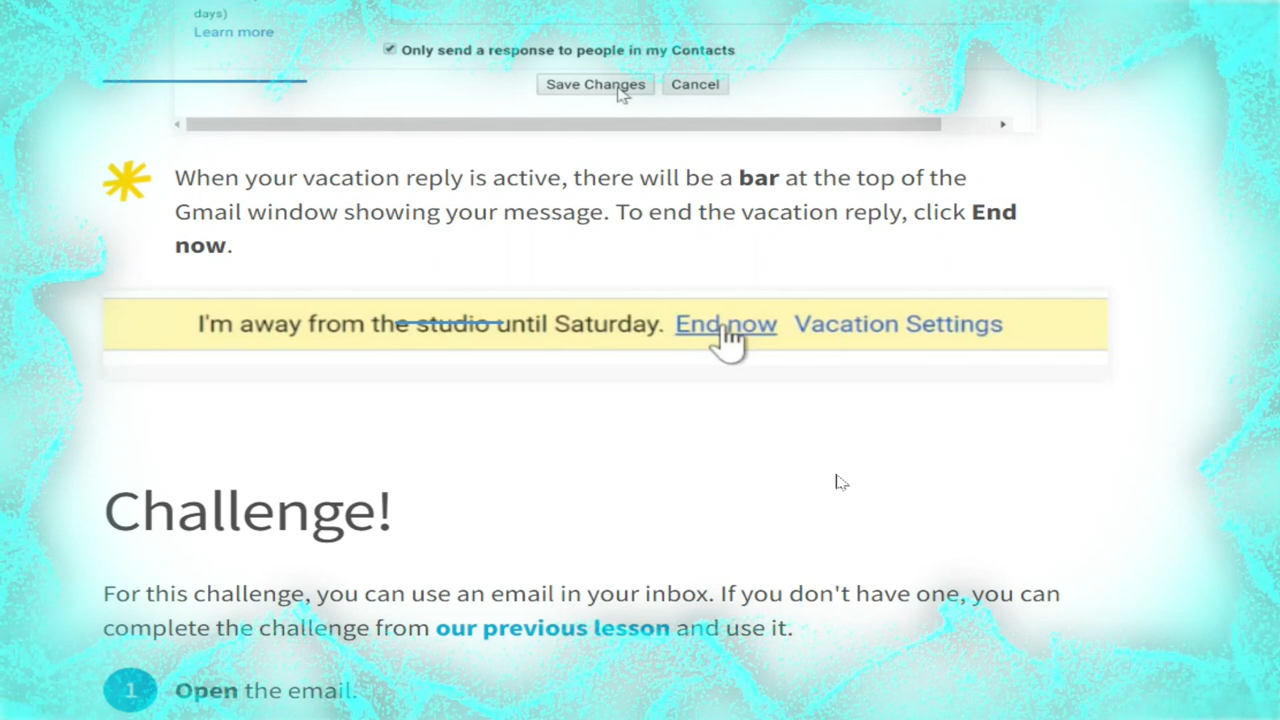 days)
Learn more
Only send a response to people in my Contacts
Save Changes Cancel
When your vacation reply is active, there will be a bar at the top of the
Gmail window showing your message. To end the vacation reply, click End
now.
I'm away from the studio until Saturday. End now Vacation Settings
Challenge!
For this challenge, you can use an email in your inbox. If you don't have one, you can
complete the challenge from our previous lesson and use it.
1 Open the email.